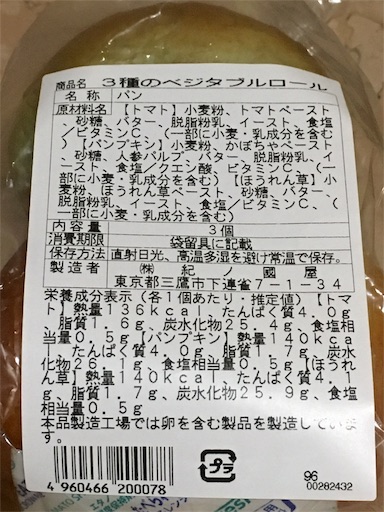 商品名 3種のベジタブルロール
名称 パン
原材料名 【トマト】小麦粉、トマトペースト
、砂糖、バター、脱脂粉乳、イースト、食塩
/ビタミンC、(一部に小麦・乳成分を含む
)【パンプキン】小麦粉、かぼちゃペースト
、砂糖、人参パルプ、バター、脱脂粉乳、イ
ースト、食塩/クエン酸、ビタミンC、(一
部に小麦・乳成分を含む)【ほうれん草】小
麦粉、ほうれん草ペースト、砂糖、バター、
脱脂粉乳、イースト、食塩/ビタミンC、(
一部に小麦・乳成分を含む)
内容量 3個
消費期限 袋留具に記載
保存方法 直射日光、高温多湿を避け常温で保存。
製造者 ㈱紀ノ國屋
東京都三鷹市下連雀7-1-34
栄養成分表示(各1個あたり・推定値)【トマ
ト】熱量136kcal、たんぱく質4.0g
、脂質1.6g、炭水化物25.4g、食塩相
当量0.5g【パンプキン】熱量140kca
l、たんぱく質4.0g、脂質1.7g、炭水
化物26.1g、食塩相当量0.5g【ほうれ
ん草】熱量140kcal、たんぱく質4.1
g、脂質1.7g、炭水化物25.9g、食塩
相当量0.5g
本品製造工場では卵を含む製品を製造していま
す。
プラ
4 960466 200078
96
00282432